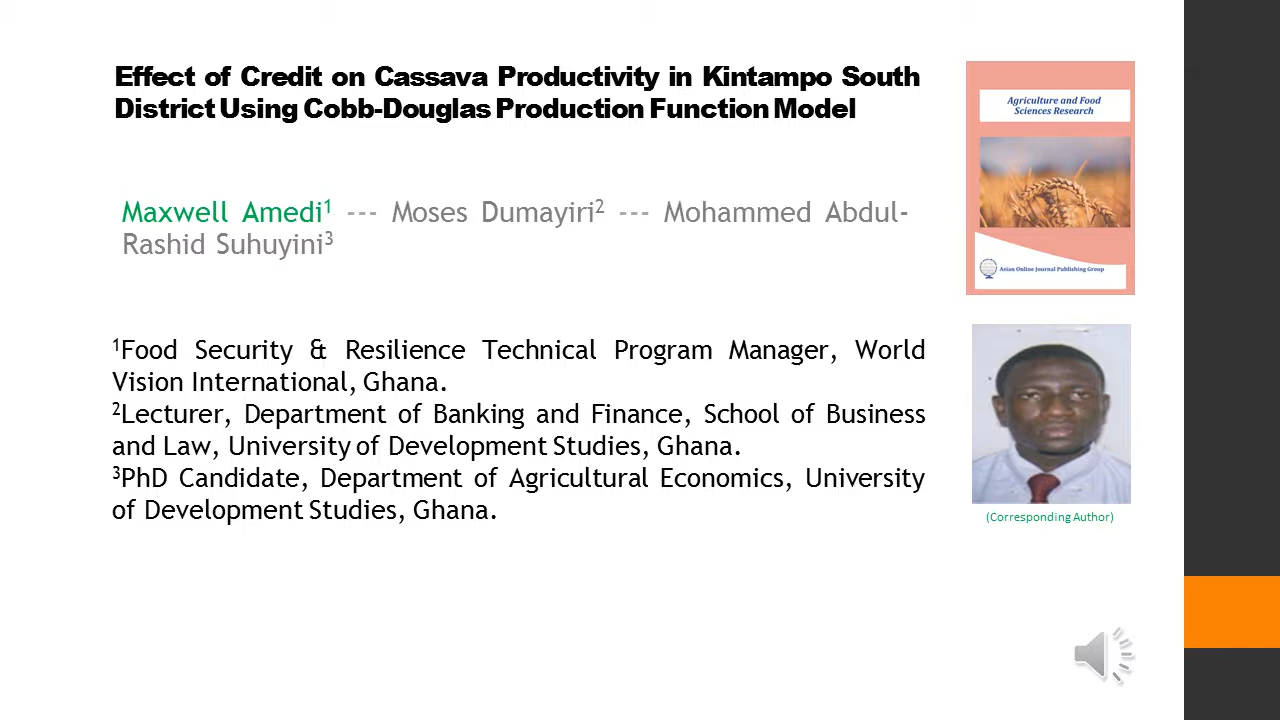 Effect of Credit on Cassava Productivity in Kintampo South
District Using Cobb-Douglas Production Function Model
Agriculture and Food
Sciences Research
Asian Online Journal Publishing Group
Maxwell Amedi¹ --- Moses Dumayiri² --- Mohammed Abdul-
Rashid Suhuyini³
¹Food Security & Resilience Technical Program Manager, World
Vision International, Ghana.
²Lecturer, Department of Banking and Finance, School of Business
and Law, University of Development Studies, Ghana.
³PhD Candidate, Department of Agricultural Economics, University
of Development Studies, Ghana.
(Corresponding Author)